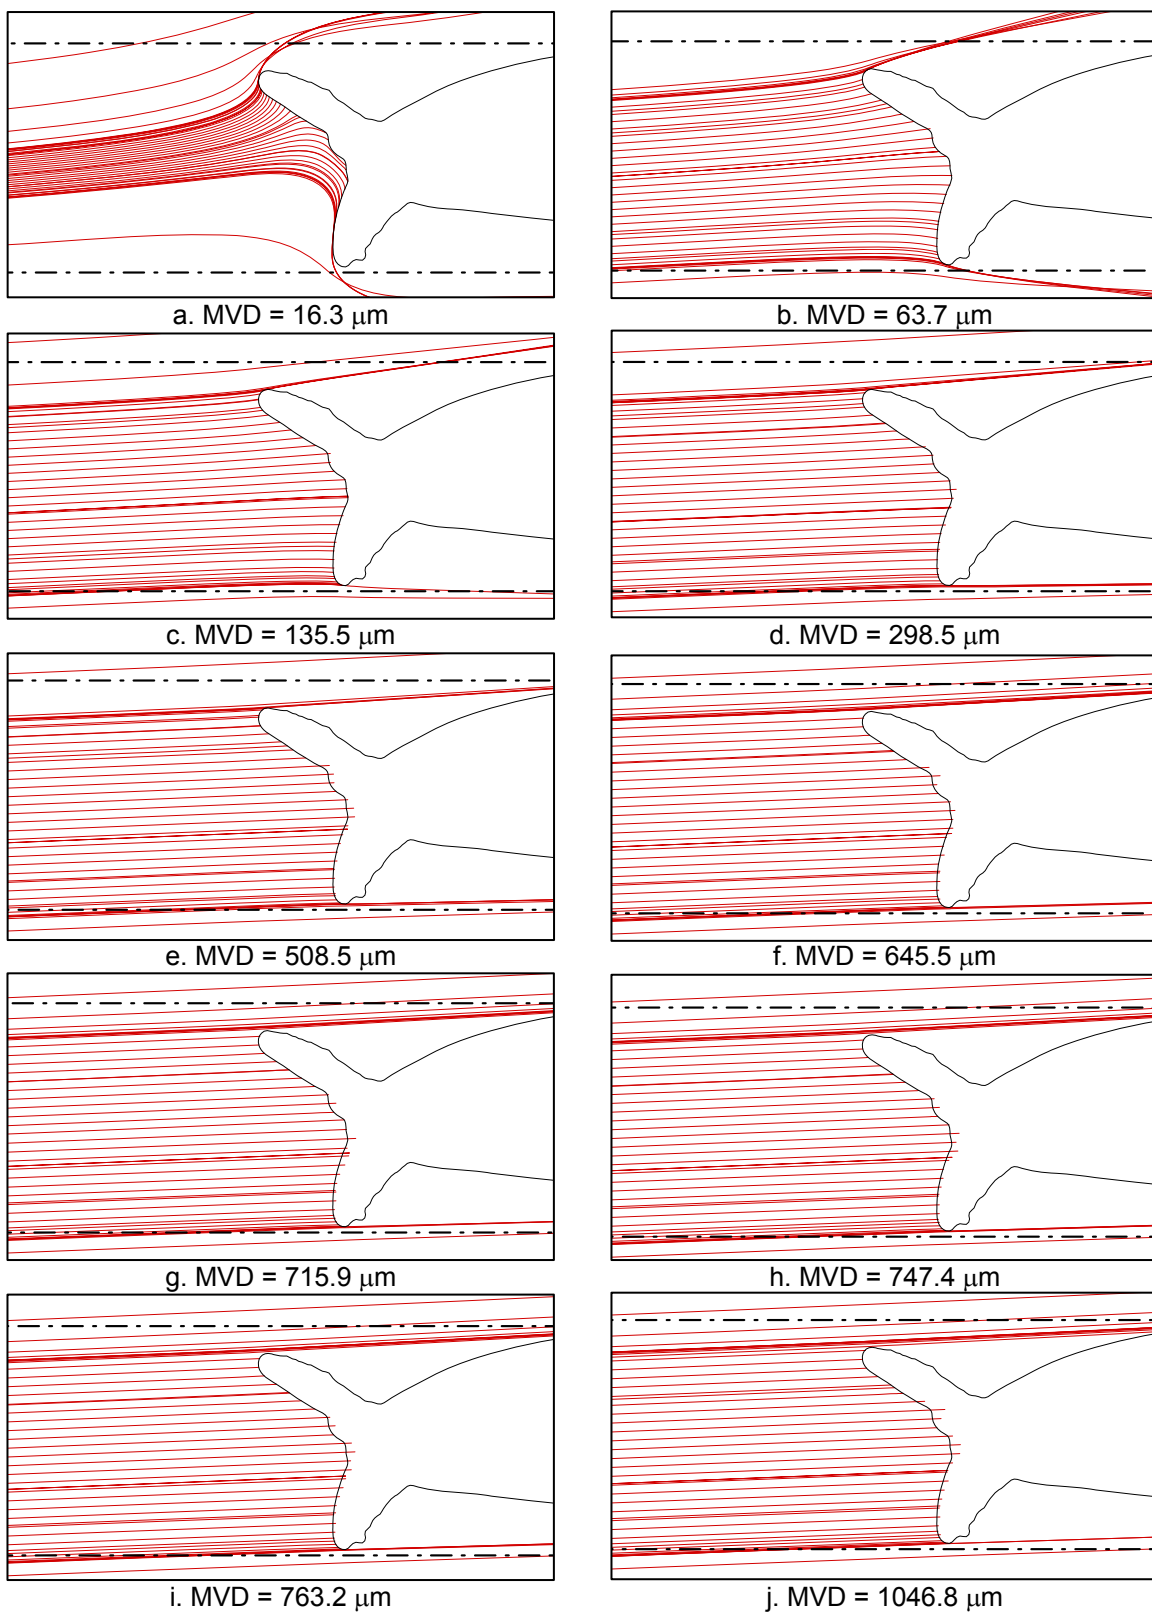 a. MVD = 16.3 μm
b. MVD = 63.7 μm
c. MVD = 135.5 μm
d. MVD = 298.5 μm
e. MVD = 508.5 μm
f. MVD = 645.5 μm
g. MVD = 715.9 μm
h. MVD = 747.4 μm
i. MVD = 763.2 μm
j. MVD = 1046.8 μm